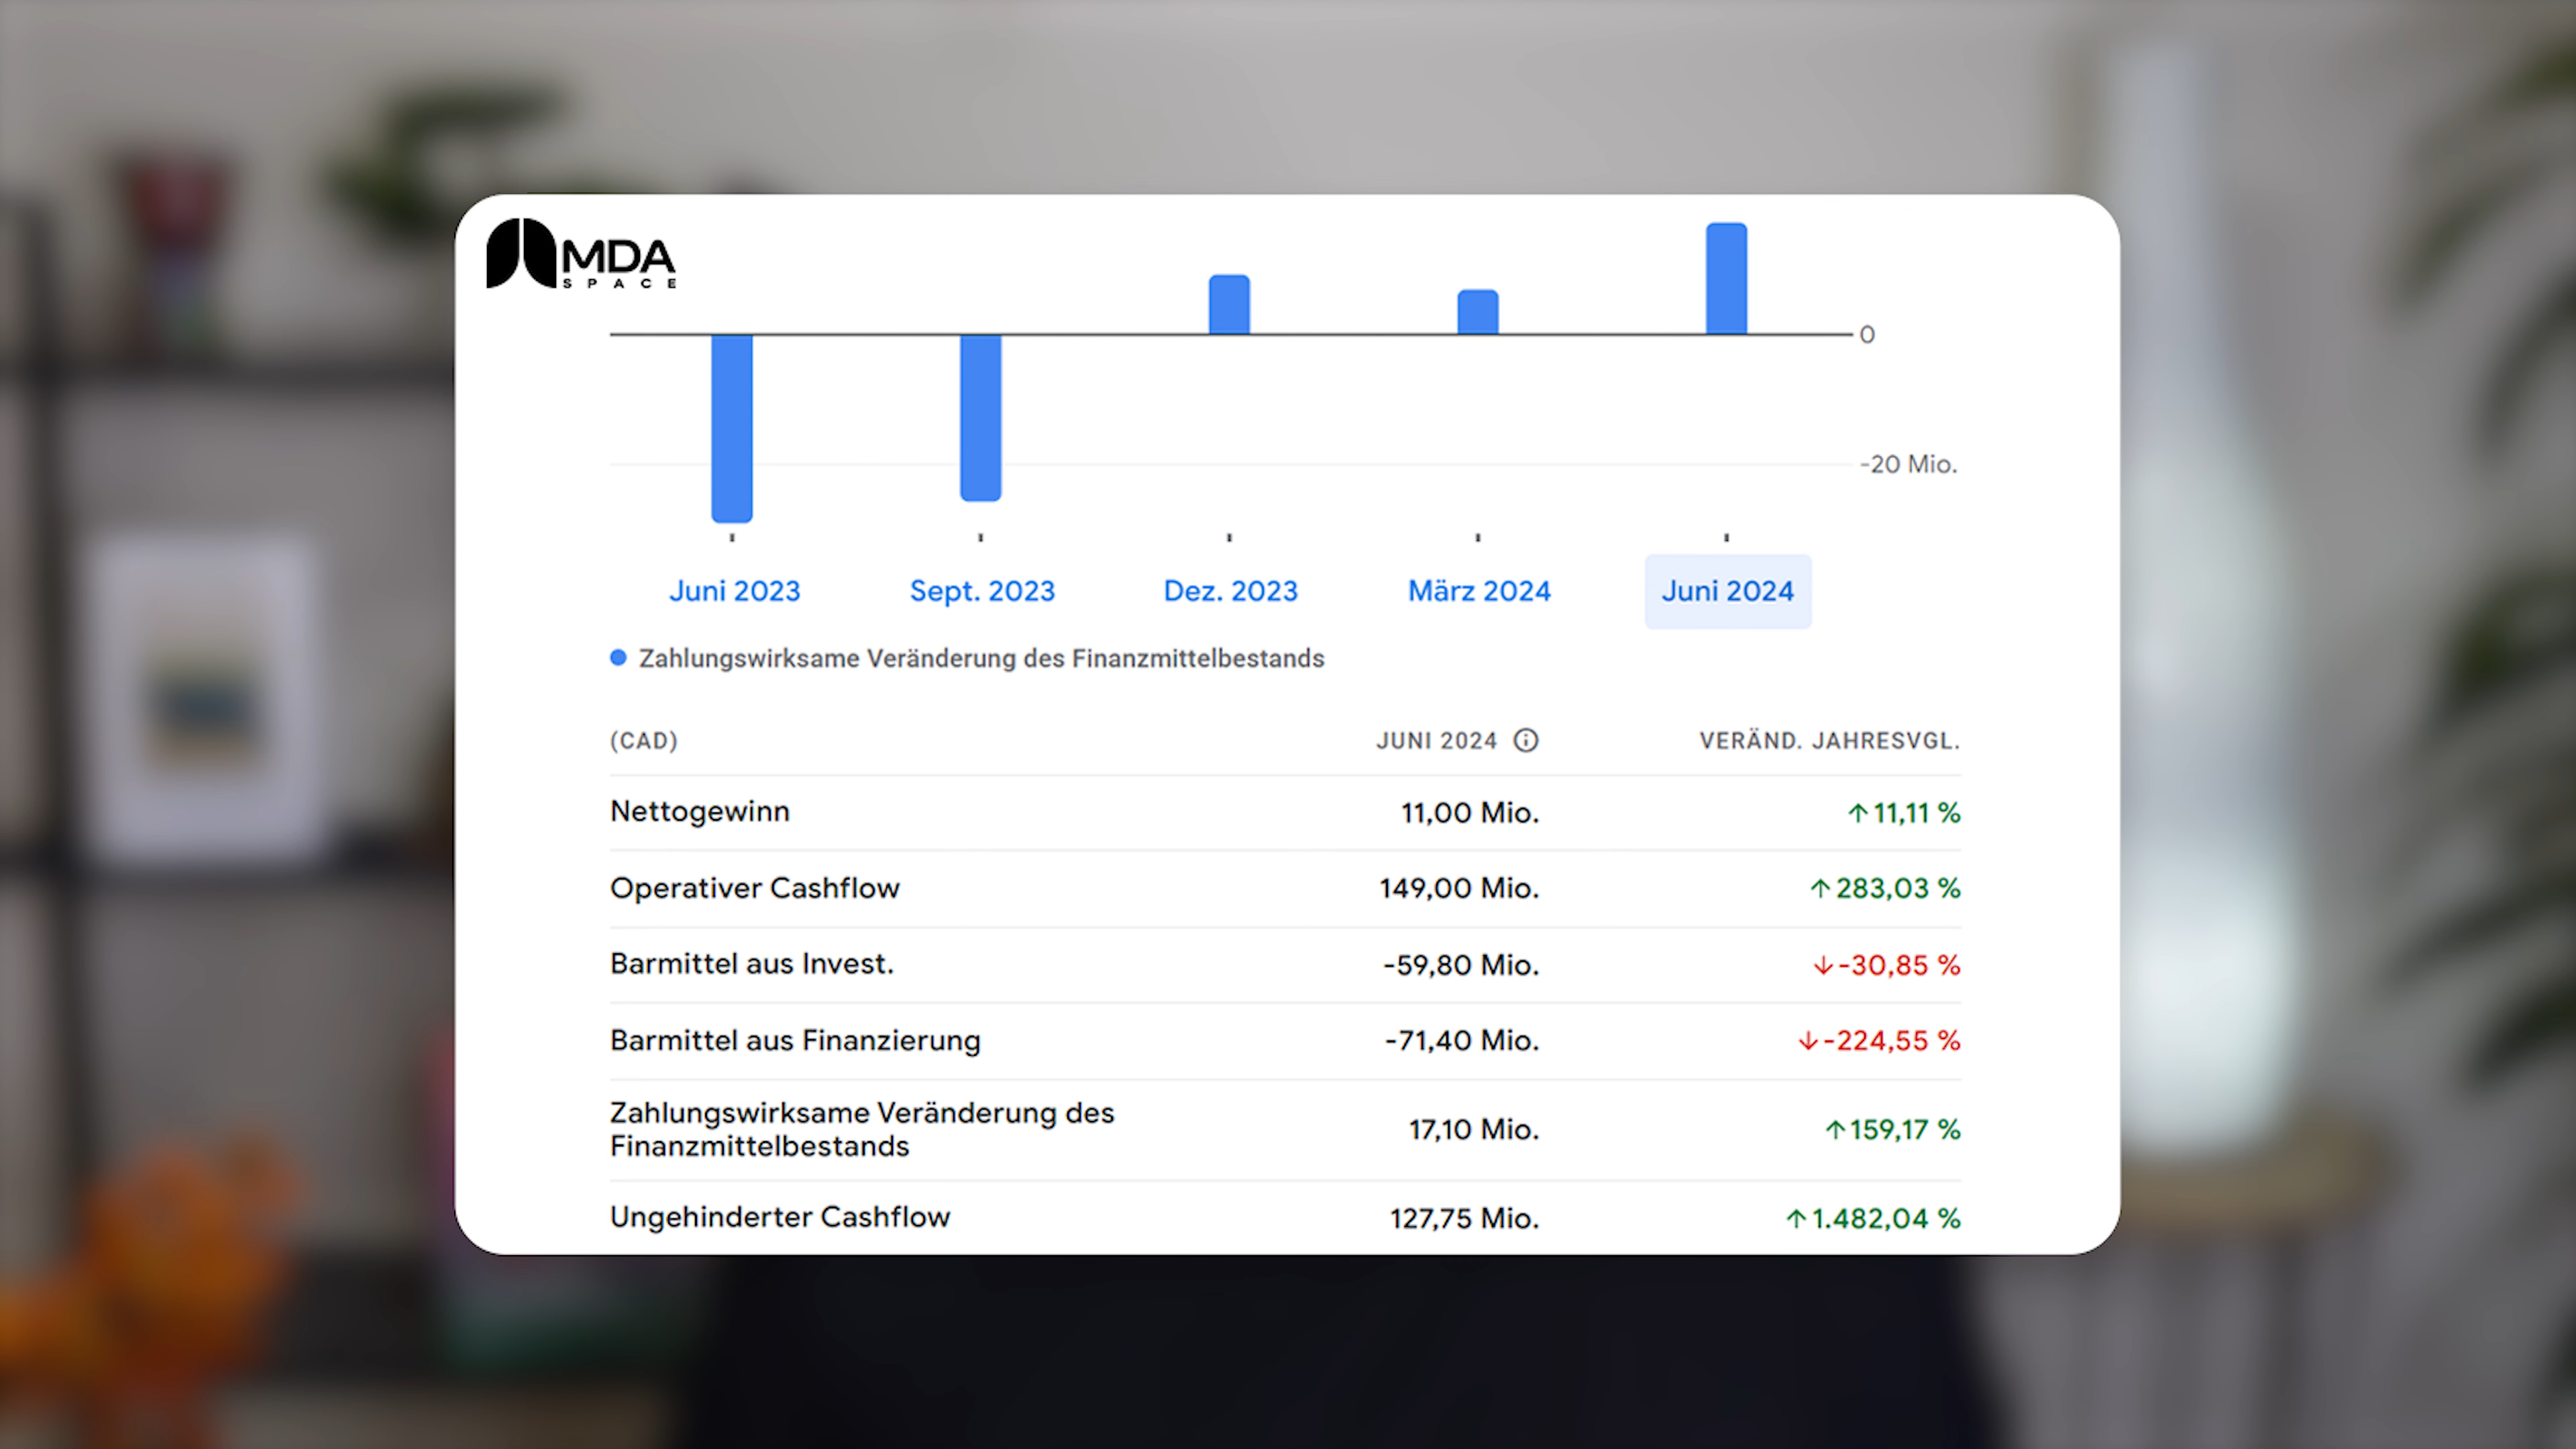 MDA
SPACE
0
-20 Mio.
Juni 2023 Sept. 2023 Dez. 2023 März 2024 Juni 2024
Zahlungswirksame Veränderung des Finanzmittelbestands
(CAD) JUNI 2024 VERÄND. JAHRESVGL.
Nettogewinn 11,00 Mio. ↑11,11 %
Operativer Cashflow 149,00 Mio. ↑283,03 %
Barmittel aus Invest. -59,80 Mio. ↓-30,85 %
Barmittel aus Finanzierung -71,40 Mio. ↓-224,55 %
Zahlungswirksame Veränderung des
Finanzmittelbestands 17,10 Mio. ↑159,17 %
Ungehinderter Cashflow 127,75 Mio. ↑1.482,04 %